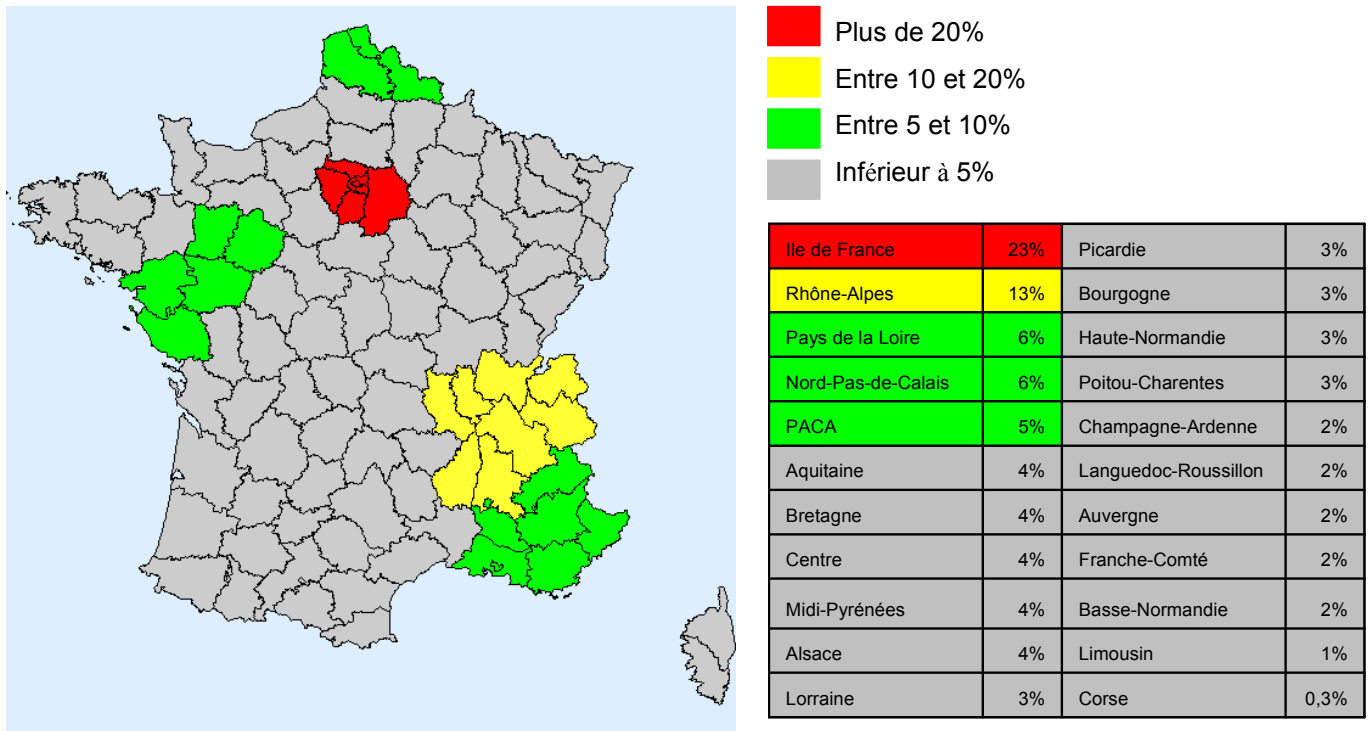 Plus de 20%
Entre 10 et 20%
Entre 5 et 10%
Inférieur à 5%
Ile de France 23% Picardie 3%
Rhône-Alpes 13% Bourgogne 3%
Pays de la Loire 6% Haute-Normandie 3%
Nord-Pas-de-Calais 6% Poitou-Charentes 3%
PACA 5% Champagne-Ardenne 2%
Aquitaine 4% Languedoc-Roussillon 2%
Bretagne 4% Auvergne 2%
Centre 4% Franche-Comté 2%
Midi-Pyrénées 4% Basse-Normandie 2%
Alsace 4% Limousin 1%
Lorraine 3% Corse 0,3%